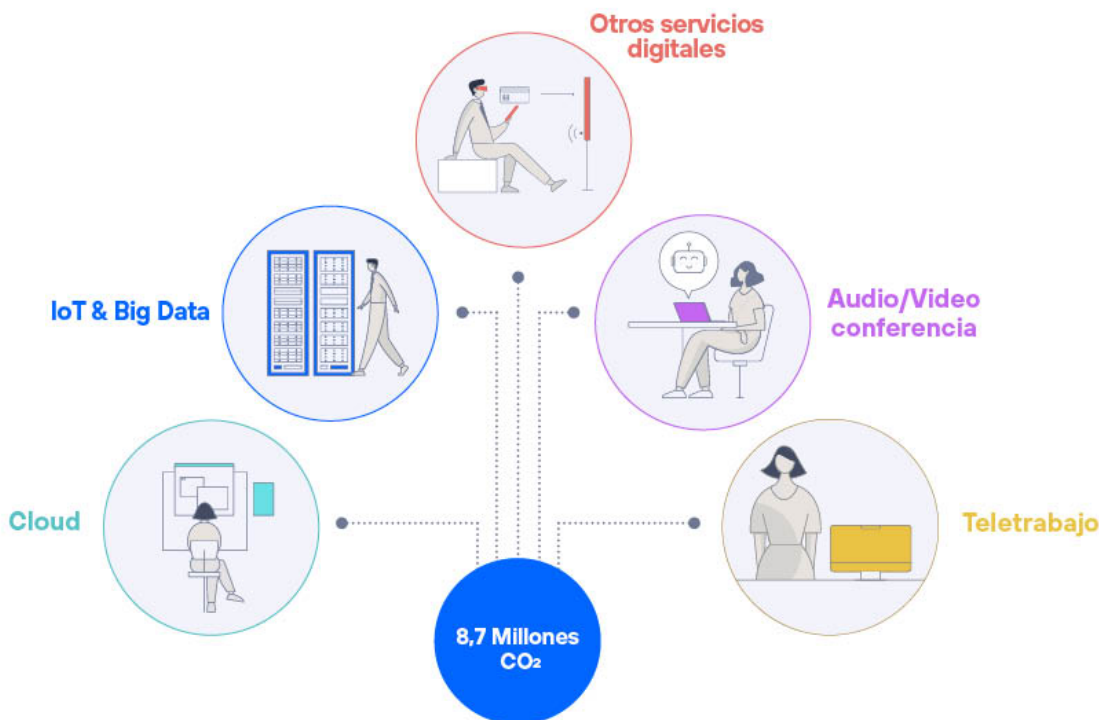 Otros servicios
digitales
IoT & Big Data
Audio/Video
conferencia
Cloud
Teletrabajo
8,7 Millones
CO₂